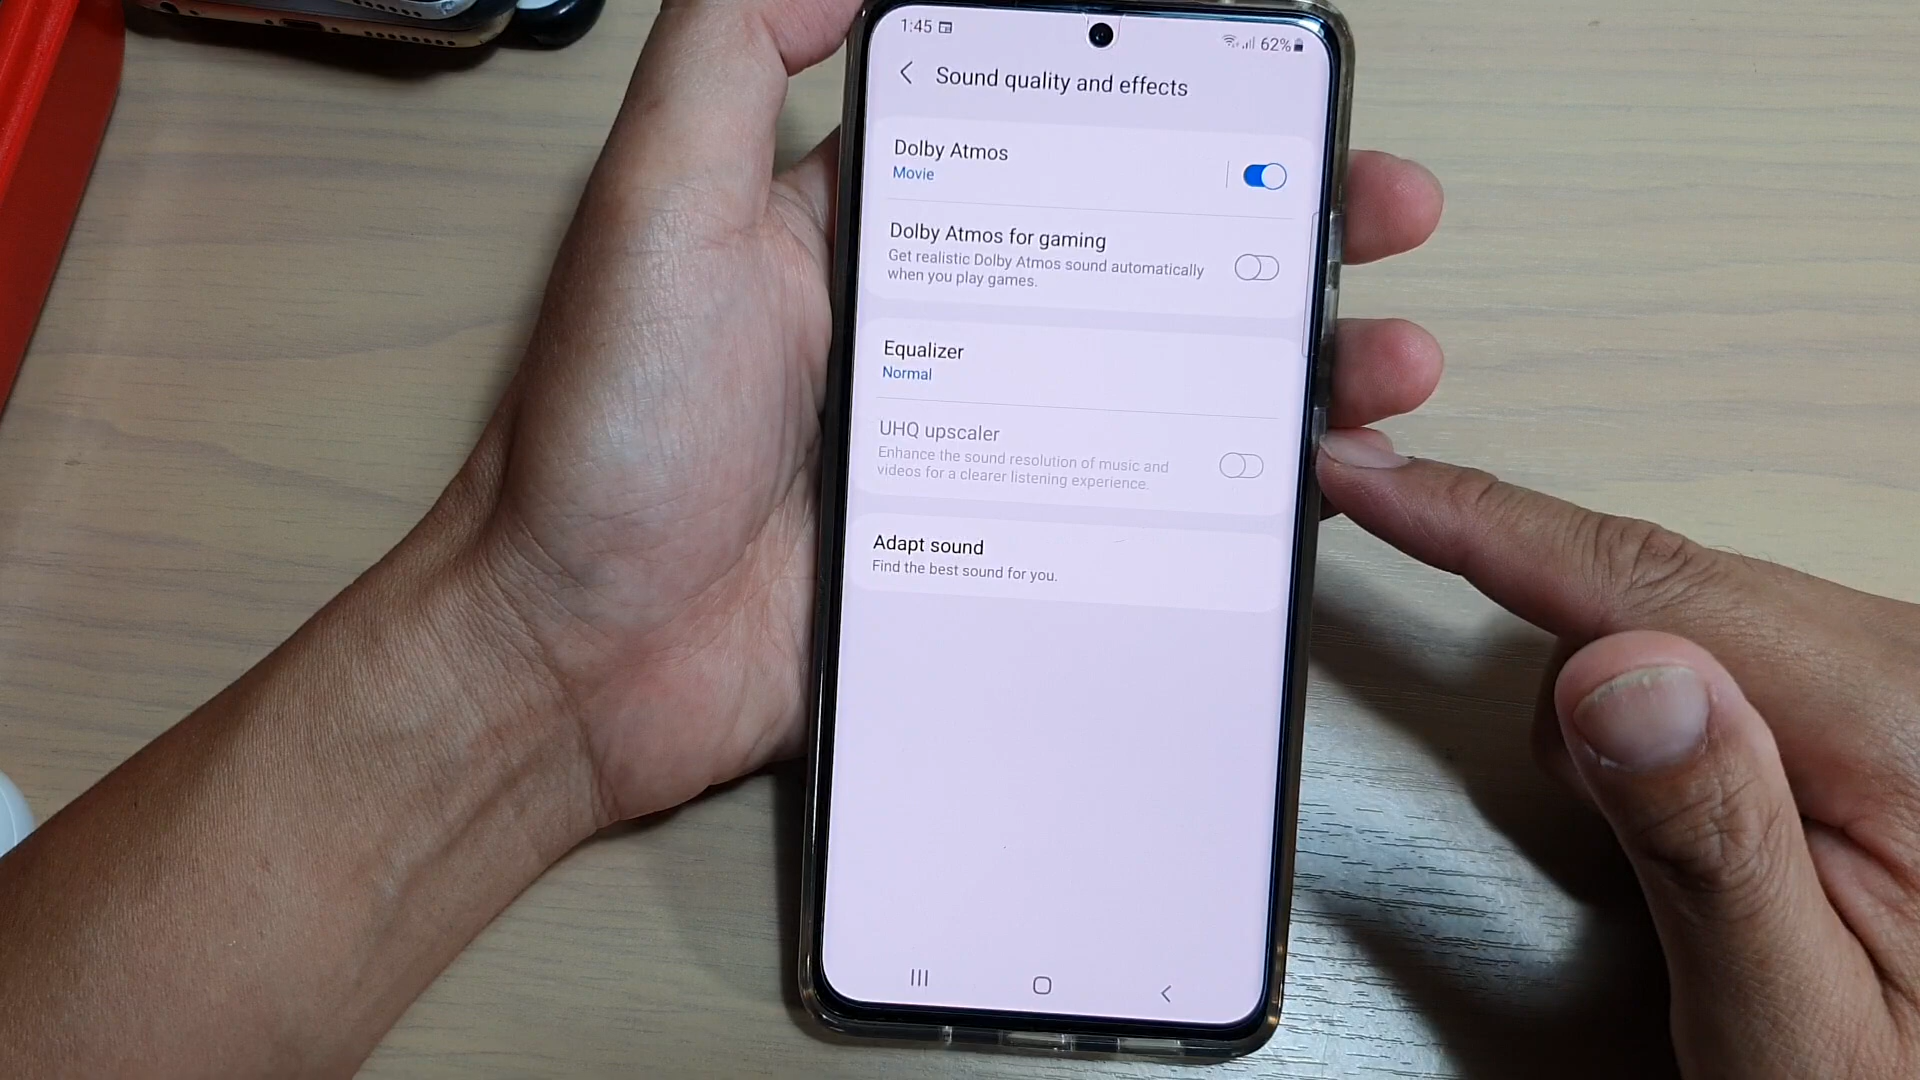 1:45
62%
Sound quality and effects
Dolby Atmos
Movie
Dolby Atmos for gaming
Get realistic Dolby Atmos sound automatically
when you play games.
Equalizer
Normal
UHQ upscaler
Enhance the sound resolution of music and
videos for a clearer listening experience.
Adapt sound
Find the best sound for you.